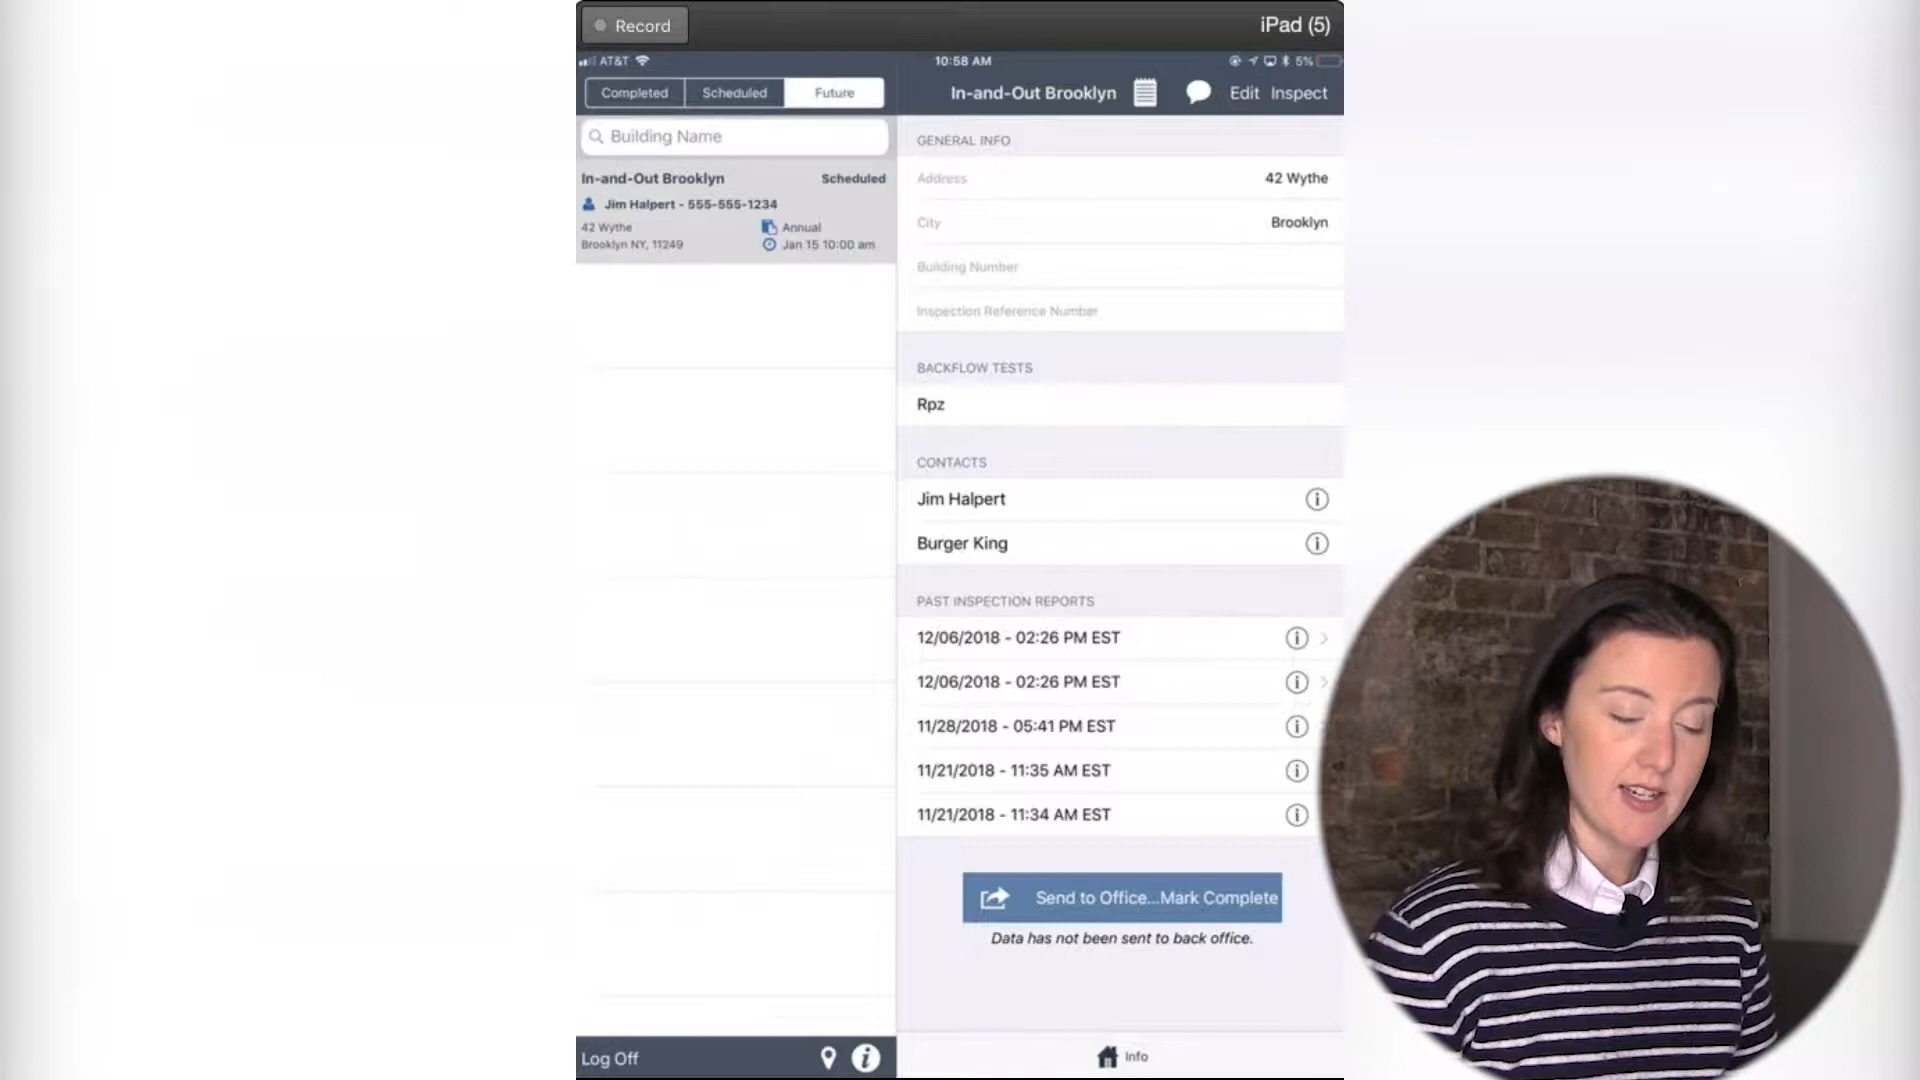 Record
iPad (5)
AT&T
10:58 AM
5%
Completed
Scheduled
Future
In-and-Out Brooklyn
Edit
Inspect
Building Name
In-and-Out Brooklyn
Scheduled
Jim Halpert - 555-555-1234
42 Wythe
Annual
Brooklyn NY, 11249
Jan 15 10:00 am
GENERAL INFO
Address
42 Wythe
City
Brooklyn
Building Number
Inspection Reference Number
BACKFLOW TESTS
Rpz
CONTACTS
Jim Halpert
Burger King
PAST INSPECTION REPORTS
12/06/2018 - 02:26 PM EST
12/06/2018 - 02:26 PM EST
11/28/2018 - 05:41 PM EST
11/21/2018 - 11:35 AM EST
11/21/2018 - 11:34 AM EST
Send to Office...Mark Complete
Data has not been sent to back office.
Log Off
Info